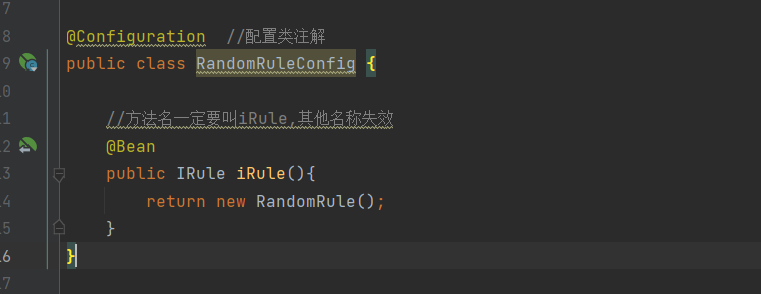 7
8 @Configuration //配置类注解
9 public class RandomRuleConfig {
10
11 //方法名一定要叫iRule,其他名称失效
12 @Bean
13 public IRule iRule(){
14 return new RandomRule();
15 }
16 }
17